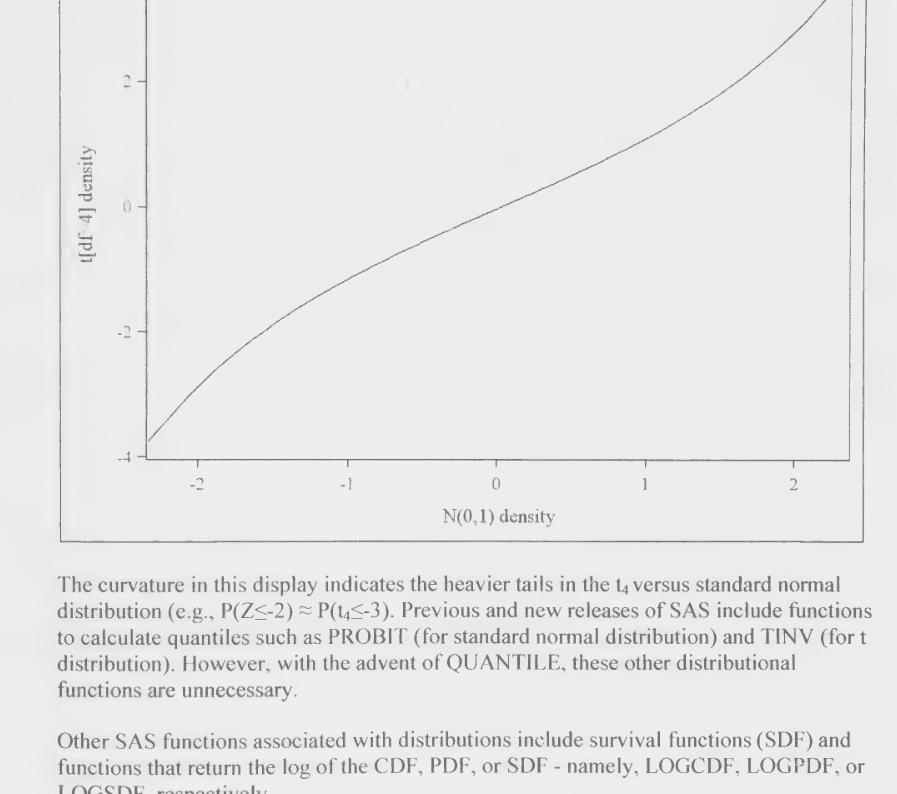 2
0
-2
-4
t[df 4] density
-2 -1 0 1 2
N(0,1) density
The curvature in this display indicates the heavier tails in the t4 versus standard normal
distribution (e.g., P(Z≤-2) ≈ P(t4≤-3). Previous and new releases of SAS include functions
to calculate quantiles such as PROBIT (for standard normal distribution) and TINV (for t
distribution). However, with the advent of QUANTILE, these other distributional
functions are unnecessary.
Other SAS functions associated with distributions include survival functions (SDF) and
functions that return the log of the CDF, PDF, or SDF - namely, LOGCDF, LOGPDF, or
LOGSDF, respectively.